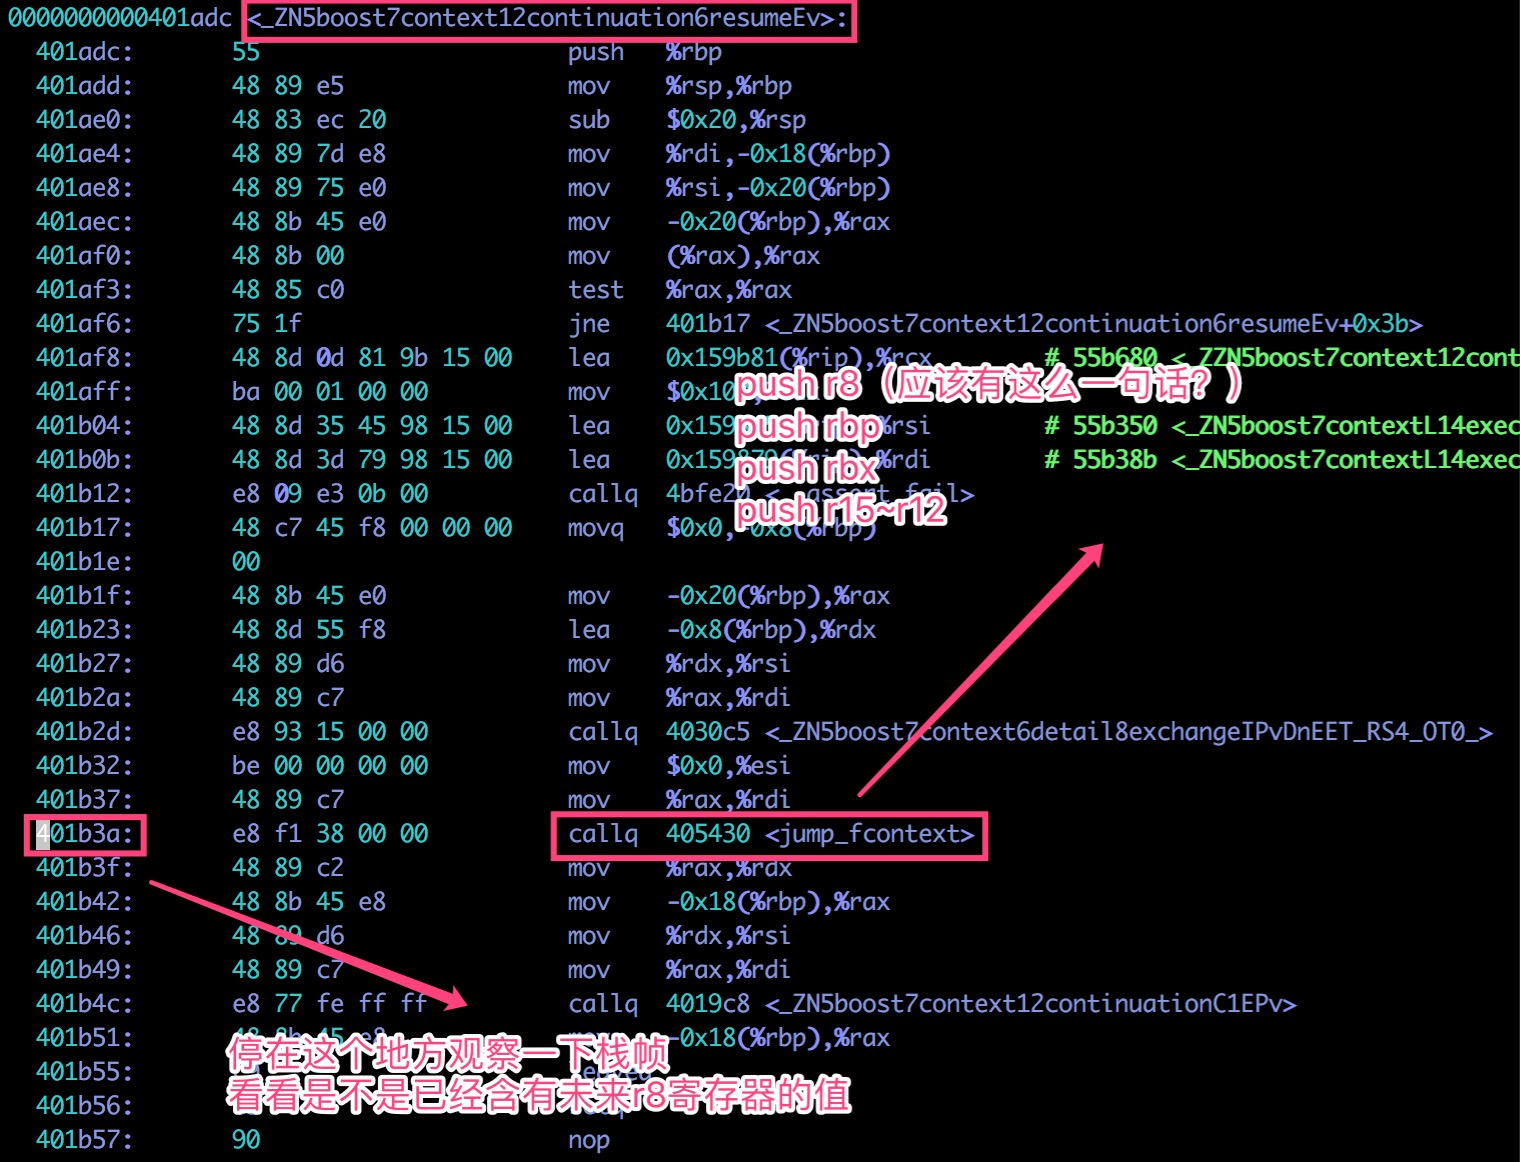 0000000000401adc <_ZN5boost7context12continuation6resumeEv>:
401adc: 55 push %rbp
401add: 48 89 e5 mov %rsp,%rbp
401ae0: 48 83 ec 20 sub $0x20,%rsp
401ae4: 48 89 7d e8 mov %rdi,-0x18(%rbp)
401ae8: 48 89 75 e0 mov %rsi,-0x20(%rbp)
401aec: 48 8b 45 e0 mov -0x20(%rbp),%rax
401af0: 48 8b 00 mov (%rax),%rax
401af3: 48 85 c0 test %rax,%rax
401af6: 75 1f jne 401b17 <_ZN5boost7context12continuation6resumeEv+0x3b>
401af8: 48 8d 0d 81 9b 15 00 lea 0x159b81(%rip),%rcx # 55b680 <_ZZN5boost7context12cont
push r8（应该有这么一句话？）
401aff: ba 00 01 00 00 mov
401b04: 48 8d 35 45 98 15 00 lea %rsi # 55b350 <_ZN5boost7contextL14exec
push rbp
401b0b: 48 8d 3d 79 98 15 00 lea %rdi # 55b38b <_ZN5boost7contextL14exec
push rbx
401b12: e8 09 e3 0b 00 callq 4bfe20
push r15~r12
401b17: 48 c7 45 f8 00 00 00 movq $0x0,-0x8(%rbp)
401b1e: 00
401b1f: 48 8b 45 e0 mov -0x20(%rbp),%rax
401b23: 48 8d 55 f8 lea -0x8(%rbp),%rdx
401b27: 48 89 d6 mov %rdx,%rsi
401b2a: 48 89 c7 mov %rax,%rdi
401b2d: e8 93 15 00 00 callq 4030c5 <_ZN5boost7context6detail8exchangeIPvDnEET_RS4_OT0_>
401b32: be 00 00 00 00 mov $0x0,%esi
401b37: 48 89 c7 mov %rax,%rdi
401b3a: e8 f1 38 00 00 callq 405430 <jump_fcontext>
401b3f: 48 89 c2 mov %rax,%rdx
401b42: 48 8b 45 e8 mov -0x18(%rbp),%rax
401b46: 48 89 d6 mov %rdx,%rsi
401b49: 48 89 c7 mov %rax,%rdi
401b4c: e8 77 fe ff ff callq 4019c8 <_ZN5boost7context12continuationC1EPv>
401b51: -0x18(%rbp),%rax
停在这个地方观察一下栈帧
401b55:
看看是不是已经含有未来r8寄存器的值
401b56:
401b57: 90 nop